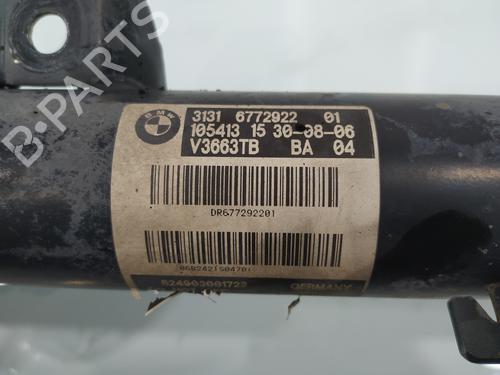 B-PARTS
BMW
3131 6772922 01
105413 15 30-08-06
V3663TB BA 04
DR677292201
GERMANY